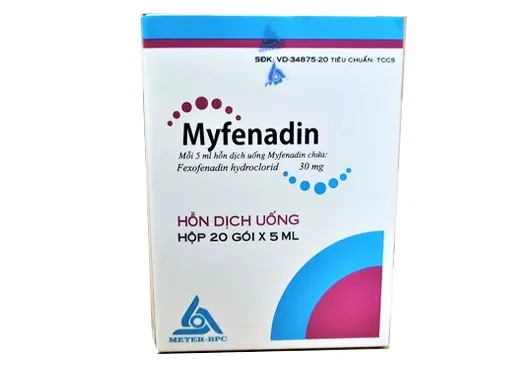 SĐK: VD-34875-20 TIÊU CHUẨN: TCCS
Myfenadin
Mỗi 5 ml hỗn dịch uống Myfenadin chứa:
Fexofenadin hydroclorid 30 mg
HỖN DỊCH UỐNG
HỘP 20 GÓI X 5 ML
MEYER-BPC